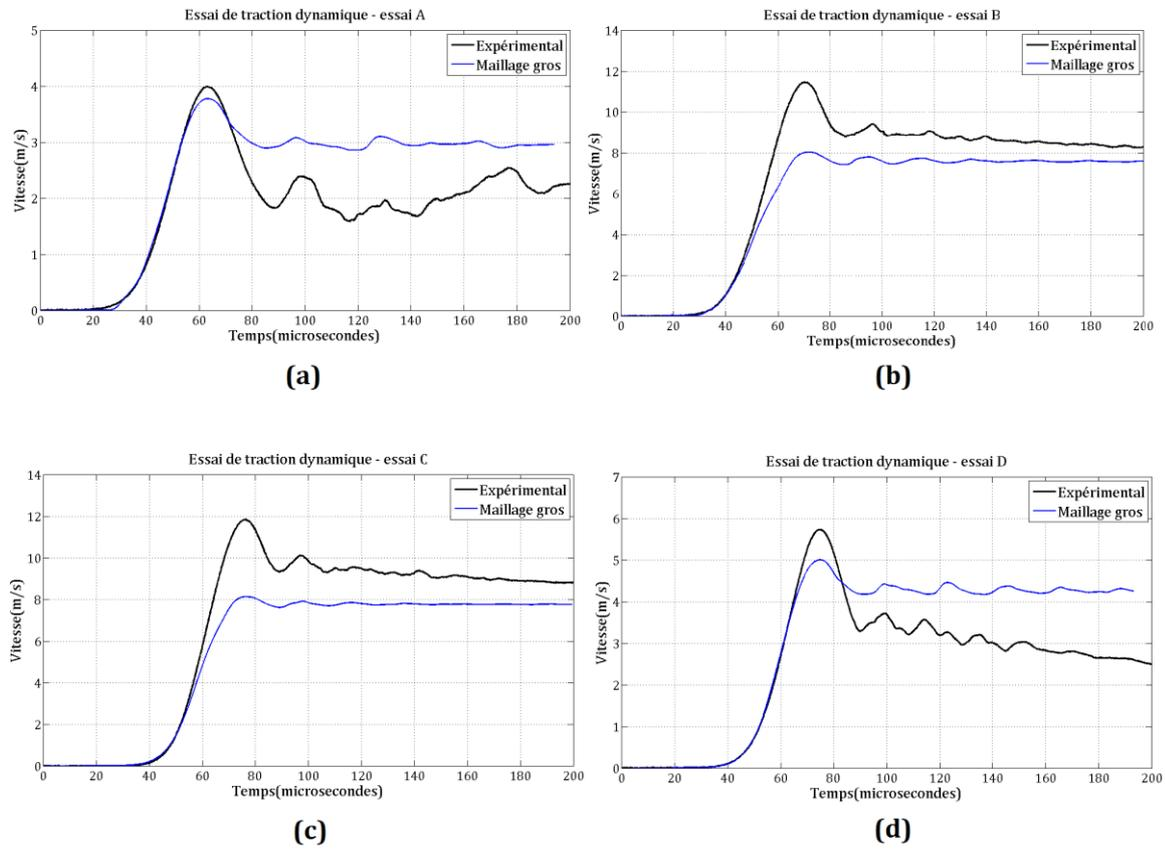 Essai de traction dynamique - essai A
5
4
3
2
1
0
Vitesse(m/s)
Expérimental
Maillage gros
0 20 40 60 80 100 120 140 160 180 200
Temps(microsecondes)
(a)
Essai de traction dynamique - essai B
14
12
10
8
6
4
2
0
Vitesse(m/s)
Expérimental
Maillage gros
0 20 40 60 80 100 120 140 160 180 200
Temps(microsecondes)
(b)
Essai de traction dynamique - essai C
14
12
10
8
6
4
2
0
Vitesse(m/s)
Expérimental
Maillage gros
0 20 40 60 80 100 120 140 160 180 200
Temps(microsecondes)
(c)
Essai de traction dynamique - essai D
7
6
5
4
3
2
1
0
Vitesse(m/s)
Expérimental
Maillage gros
0 20 40 60 80 100 120 140 160 180 200
Temps(microsecondes)
(d)